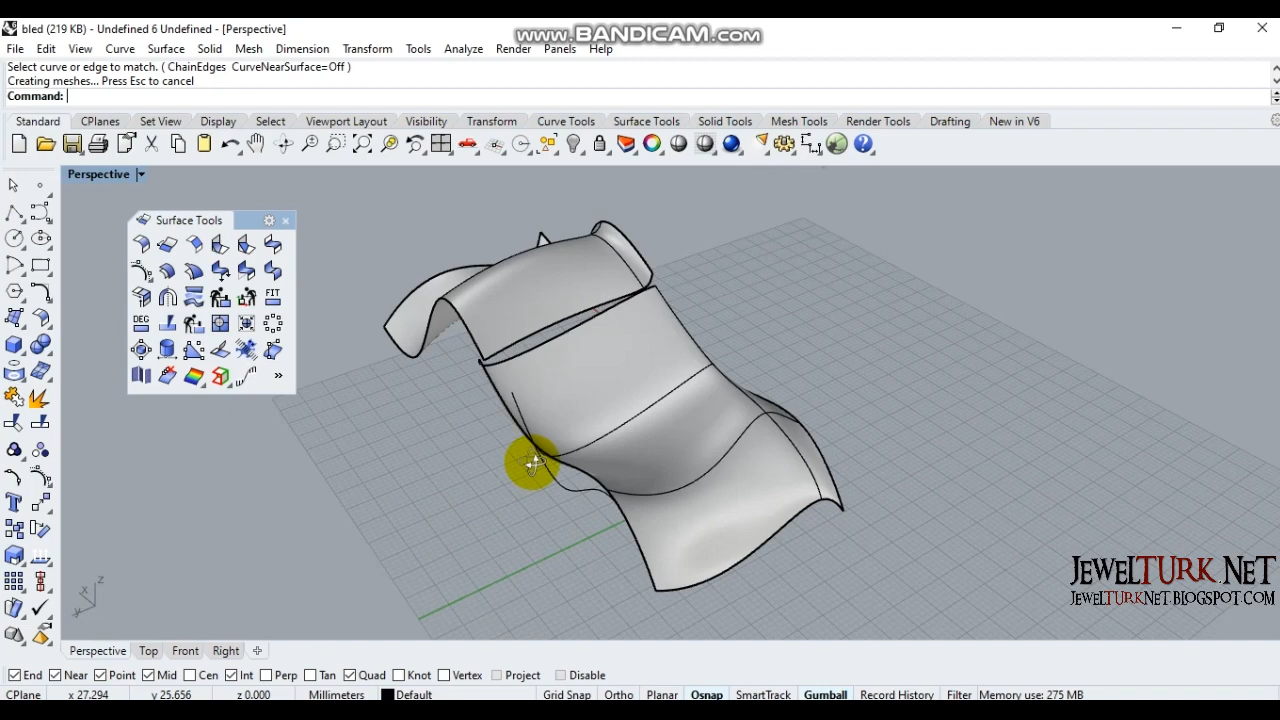 bled (219 KB) - Undefined 6 Undefined - [Perspective]
www.BANDICAM.com
File Edit View Curve Surface Solid Mesh Dimension Transform Tools Analyze Render Panels Help
Select curve or edge to match. ( ChainEdges CurveNearSurface=Off )
Creating meshes... Press Esc to cancel
Command:
Standard CPlanes Set View Display Select Viewport Layout Visibility Transform Curve Tools Surface Tools Solid Tools Mesh Tools Render Tools Drafting New in V6
Perspective
Surface Tools
FIT
DEG
»
z
x
y
JEWELTURK.NET
JEWELTURKNET.BLOGSPOT.COM
Perspective Top Front Right
End Near Point Mid Cen Int Perp Tan Quad Knot Vertex Project Disable
CPlane x 27.294 y 25.656 z 0.000 Millimeters Default Grid Snap Ortho Planar Osnap SmartTrack Gumball Record History Filter Memory use: 275 MB